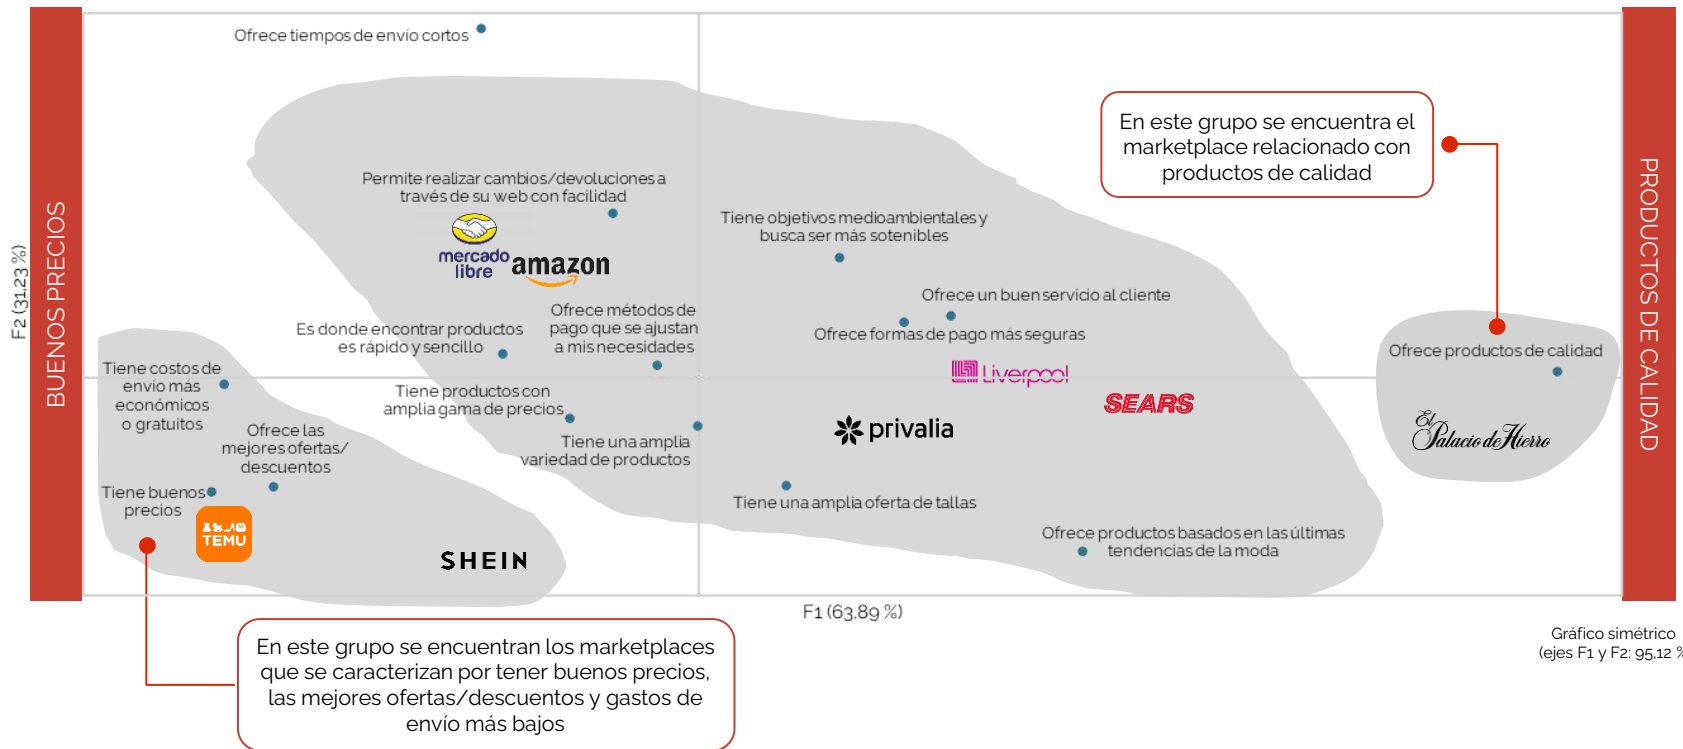 Ofrece tiempos de envío cortos
En este grupo se encuentra el
marketplace relacionado con
productos de calidad
Permite realizar cambios/devoluciones a
través de su web con facilidad
mercado
libre
amazon
Tiene objetivos medioambientales y
busca ser más sotenibles
Ofrece un buen servicio al cliente
Ofrece formas de pago más seguras
Ofrece métodos de
pago que se ajustan
a mis necesidades
Es donde encontrar productos
es rápido y sencillo
Ofrece productos de calidad
Tiene costos de
envío más
económicos
o gratuitos
Liverpool
SEARS
Tiene productos con
amplia gama de precios
privalia
El
Palacio de Hierro
Ofrece las
mejores ofertas/
descuentos
Tiene una amplia
variedad de productos
Tiene buenos
precios
TEMU
SHEIN
Tiene una amplia oferta de tallas
Ofrece productos basados en las últimas
tendencias de la moda
F2 (31,23 %)
BUENOS PRECIOS
PRODUCTOS DE CALIDAD
F1 (63,89 %)
En este grupo se encuentran los marketplaces
que se caracterizan por tener buenos precios,
las mejores ofertas/descuentos y gastos de
envío más bajos
Gráfico simétrico
(ejes F1 y F2: 95,12 %